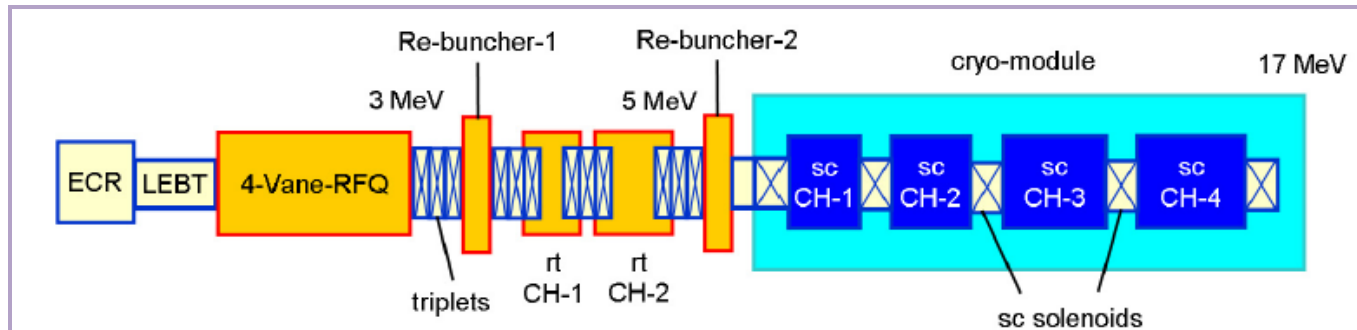 Re-buncher-1
Re-buncher-2
cryo-module
17 MeV
3 MeV
5 MeV
ECR
LEBT
4-Vane-RFQ
sc
CH-1
sc
CH-2
sc
CH-3
sc
CH-4
triplets
rt
CH-1
rt
CH-2
sc solenoids